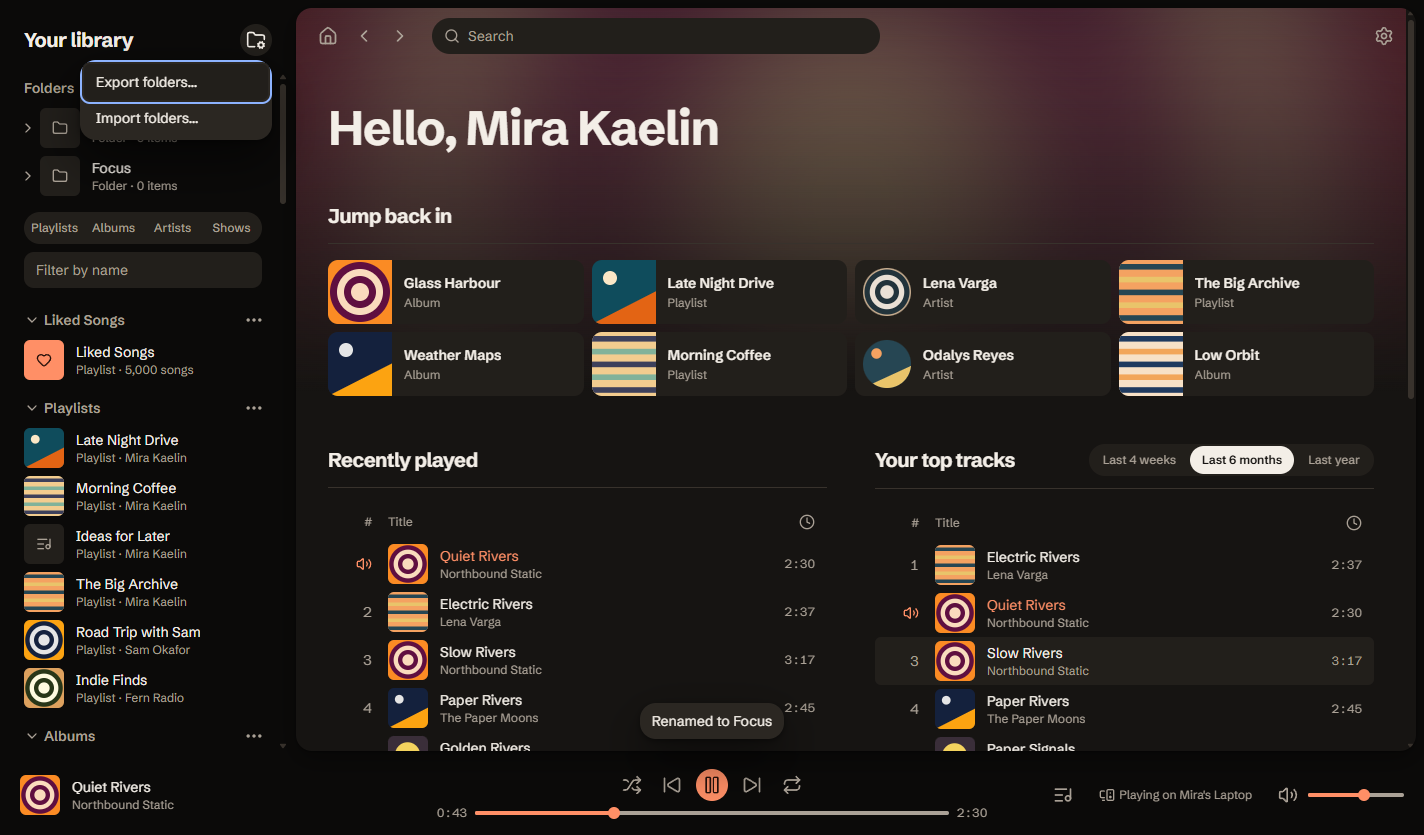 Your library
Search
Export folders...
Folders
Import folders...
Focus
Folder · 0 items
Playlists Albums Artists Shows
Filter by name
Liked Songs
Liked Songs
Playlist · 5,000 songs
Playlists
Late Night Drive
Playlist · Mira Kaelin
Morning Coffee
Playlist · Mira Kaelin
Ideas for Later
Playlist · Mira Kaelin
The Big Archive
Playlist · Mira Kaelin
Road Trip with Sam
Playlist · Sam Okafor
Indie Finds
Playlist · Fern Radio
Albums
Hello, Mira Kaelin
Jump back in
Glass Harbour
Album
Late Night Drive
Playlist
Lena Varga
Artist
The Big Archive
Playlist
Weather Maps
Album
Morning Coffee
Playlist
Odalys Reyes
Artist
Low Orbit
Album
Recently played
# Title
Quiet Rivers 2:30
Northbound Static
2 Electric Rivers 2:37
Lena Varga
3 Slow Rivers 3:17
Northbound Static
4 Paper Rivers 2:45
The Paper Moons
Golden Rivers
Your top tracks
Last 4 weeks Last 6 months Last year
# Title
1 Electric Rivers 2:37
Lena Varga
Quiet Rivers 2:30
Northbound Static
3 Slow Rivers 3:17
Northbound Static
4 Paper Rivers 2:45
The Paper Moons
Paper Signals
Renamed to Focus
Quiet Rivers
Northbound Static
0:43 2:30
Playing on Mira's Laptop